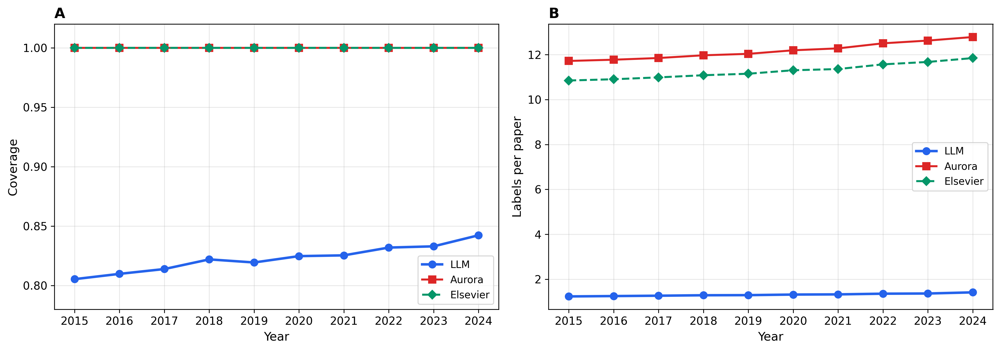 A
Coverage
1.00
0.95
0.90
0.85
0.80
2015 2016 2017 2018 2019 2020 2021 2022 2023 2024
Year
LLM
Aurora
Elsevier
B
Labels per paper
12
10
8
6
4
2
2015 2016 2017 2018 2019 2020 2021 2022 2023 2024
Year
LLM
Aurora
Elsevier